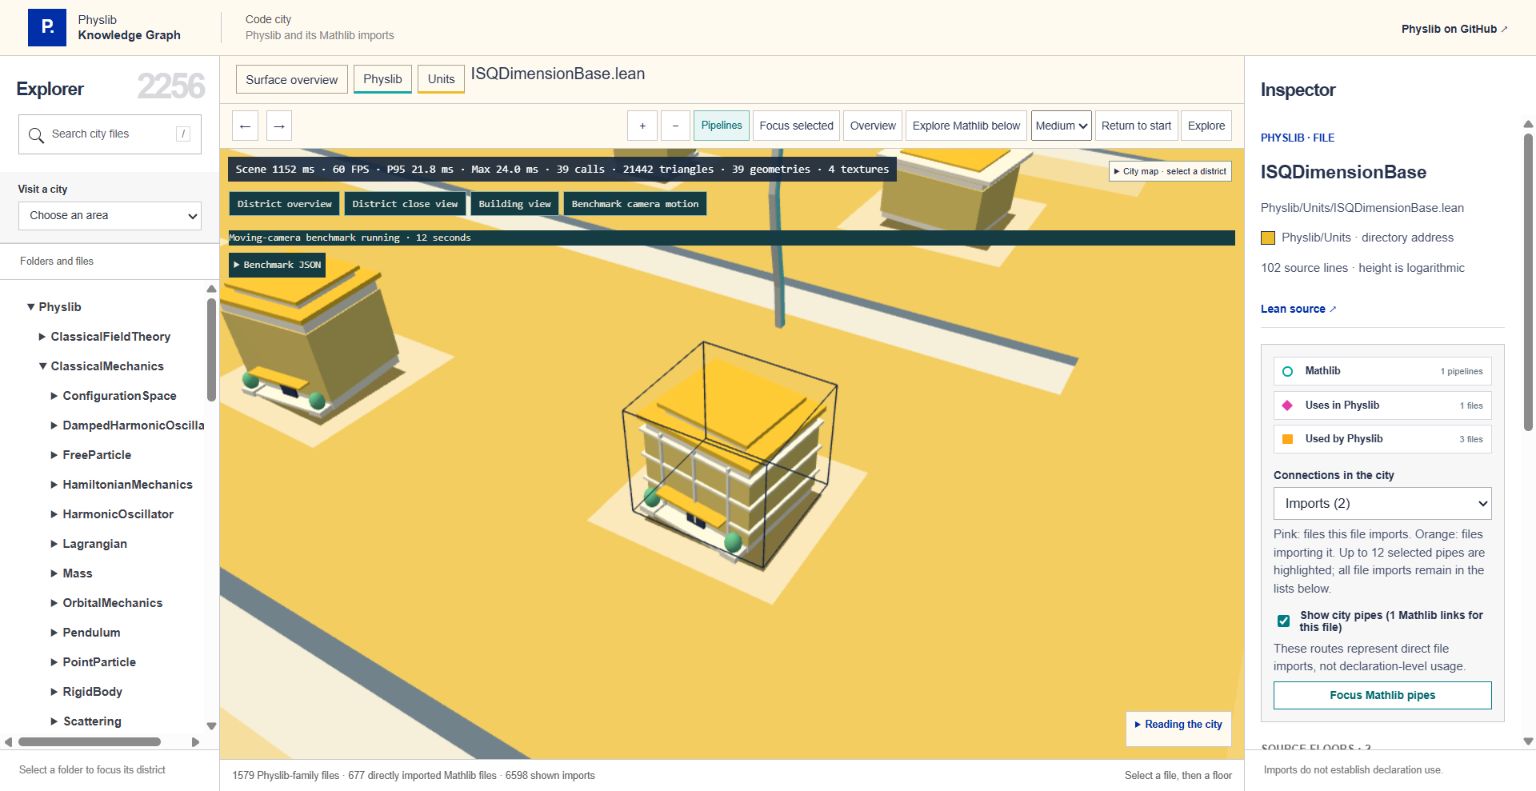 P.
Physlib
Knowledge Graph
Code city
Physlib and its Mathlib imports
Physlib on GitHub ↗
Explorer
2256
Search city files
/
Visit a city
Choose an area
Folders and files
▼ Physlib
▶ ClassicalFieldTheory
▼ ClassicalMechanics
▶ ConfigurationSpace
▶ DampedHarmonicOscilla
▶ FreeParticle
▶ HamiltonianMechanics
▶ HarmonicOscillator
▶ Lagrangian
▶ Mass
▶ OrbitalMechanics
▶ Pendulum
▶ PointParticle
▶ RigidBody
▶ Scattering
Select a folder to focus its district
Surface overview
Physlib
Units
ISQDimensionBase.lean
←
→
+
−
Pipelines
Focus selected
Overview
Explore Mathlib below
Medium
Return to start
Explore
Scene 1152 ms · 60 FPS · P95 21.8 ms · Max 24.0 ms · 39 calls · 21442 triangles · 39 geometries · 4 textures
▶ City map · select a district
District overview
District close view
Building view
Benchmark camera motion
Moving-camera benchmark running · 12 seconds
▶ Benchmark JSON
▶ Reading the city
1579 Physlib-family files · 677 directly imported Mathlib files · 6598 shown imports
Select a file, then a floor
Inspector
PHYSLIB · FILE
ISQDimensionBase
Physlib/Units/ISQDimensionBase.lean
Physlib/Units · directory address
102 source lines · height is logarithmic
Lean source ↗
Mathlib
1 pipelines
Uses in Physlib
1 files
Used by Physlib
3 files
Connections in the city
Imports (2)
Pink: files this file imports. Orange: files
importing it. Up to 12 selected pipes are
highlighted; all file imports remain in the
lists below.
Show city pipes (1 Mathlib links for
this file)
These routes represent direct file
imports, not declaration-level usage.
Focus Mathlib pipes
SOURCE FLOORS · 2
Imports do not establish declaration use.